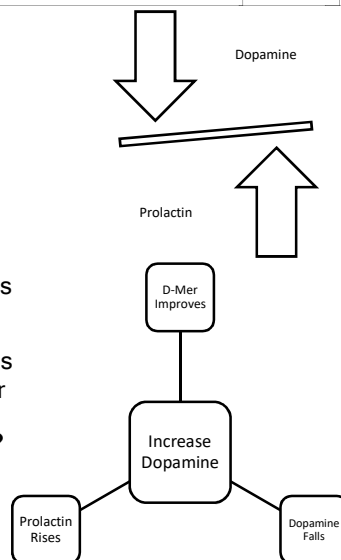 Dopamine
Prolactin
s
s
r
D-Mer
Improves
Increase
Dopamine
Prolactin
Rises
Dopamine
Falls